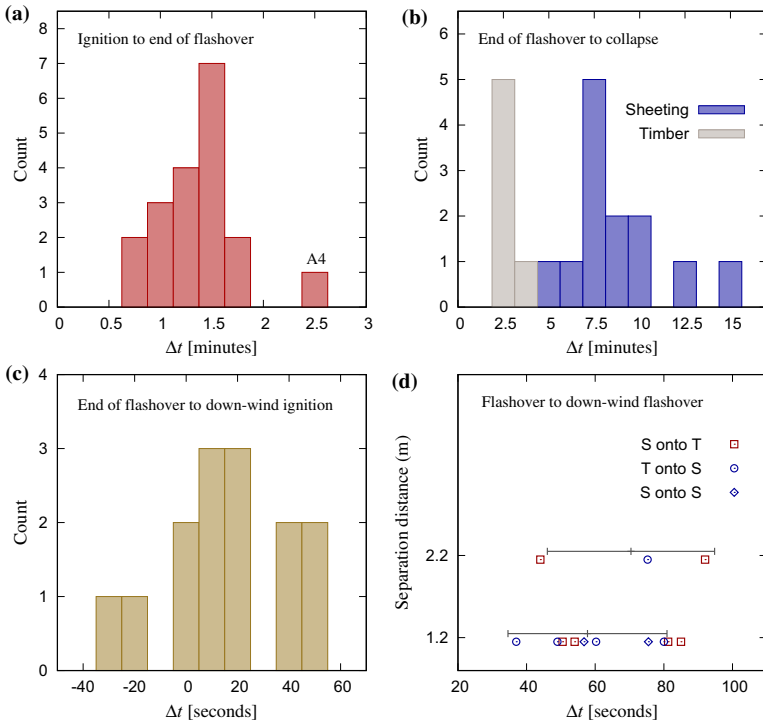 (a)
Ignition to end of flashover
8
7
6
5
4
3
2
1
0
Count
A4
0 0.5 1 1.5 2 2.5 3
Δt [minutes]
(b)
End of flashover to collapse
6
5
4
3
2
1
0
Count
Sheeting
Timber
0 2.5 5 7.5 10 12.5 15
Δt [minutes]
(c)
End of flashover to down-wind ignition
4
3
2
1
0
Count
-40 -20 0 20 40 60
Δt [seconds]
(d)
Flashover to down-wind flashover
S onto T
T onto S
S onto S
Separation distance (m)
2.2
1.2
20 40 60 80 100
Δt [seconds]